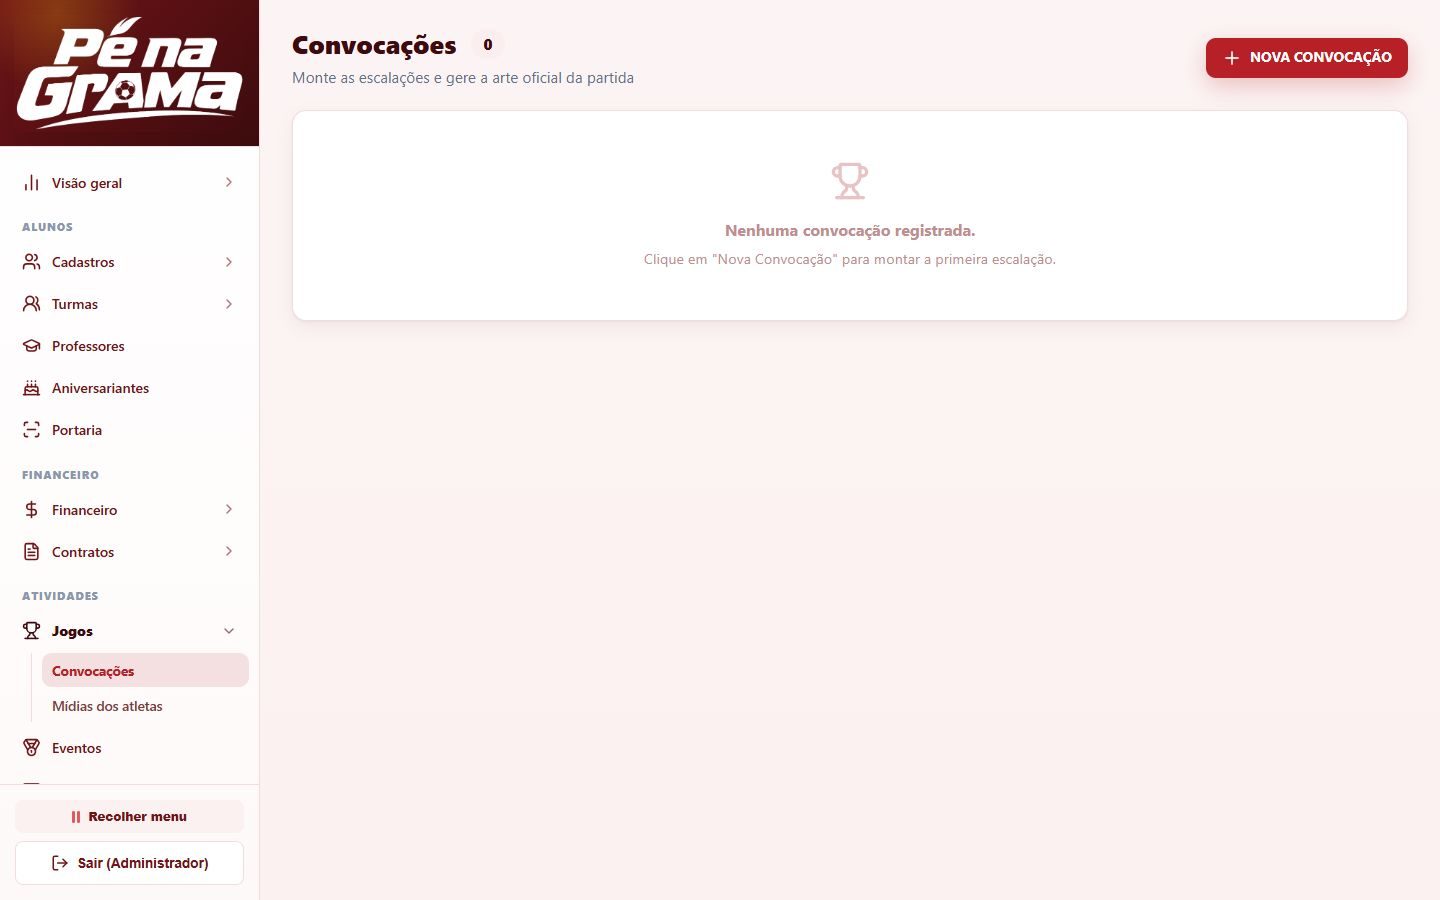 Pé na
GRAMA
Visão geral
ALUNOS
Cadastros
Turmas
Professores
Aniversariantes
Portaria
FINANCEIRO
Financeiro
Contratos
ATIVIDADES
Jogos
Convocações
Mídias dos atletas
Eventos
Recolher menu
Sair (Administrador)
Convocações 0
Monte as escalações e gere a arte oficial da partida
NOVA CONVOCAÇÃO
Nenhuma convocação registrada.
Clique em "Nova Convocação" para montar a primeira escalação.